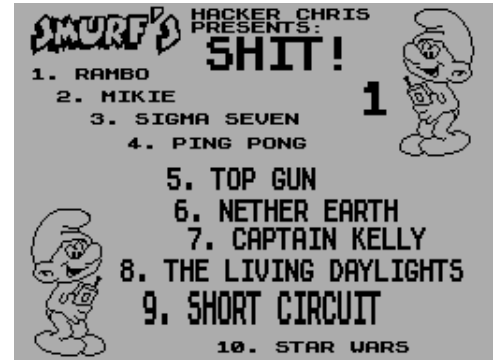 SMURF'S HACKER CHRIS
PRESENTS:
SHIT!
1
1. RAMBO
2. MIKIE
3. SIGMA SEVEN
4. PING PONG
5. TOP GUN
6. NETHER EARTH
7. CAPTAIN KELLY
8. THE LIVING DAYLIGHTS
9. SHORT CIRCUIT
10. STAR WARS